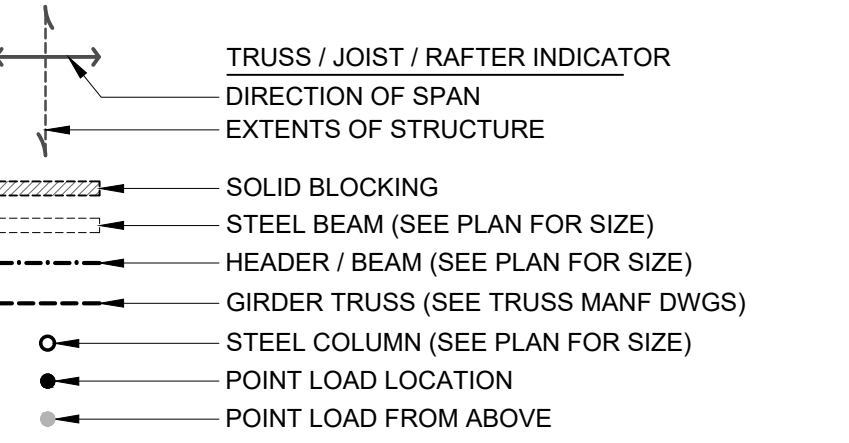 TRUSS / JOIST / RAFTER INDICATOR
DIRECTION OF SPAN
EXTENTS OF STRUCTURE
SOLID BLOCKING
STEEL BEAM (SEE PLAN FOR SIZE)
HEADER / BEAM (SEE PLAN FOR SIZE)
GIRDER TRUSS (SEE TRUSS MANF DWGS)
STEEL COLUMN (SEE PLAN FOR SIZE)
POINT LOAD LOCATION
POINT LOAD FROM ABOVE